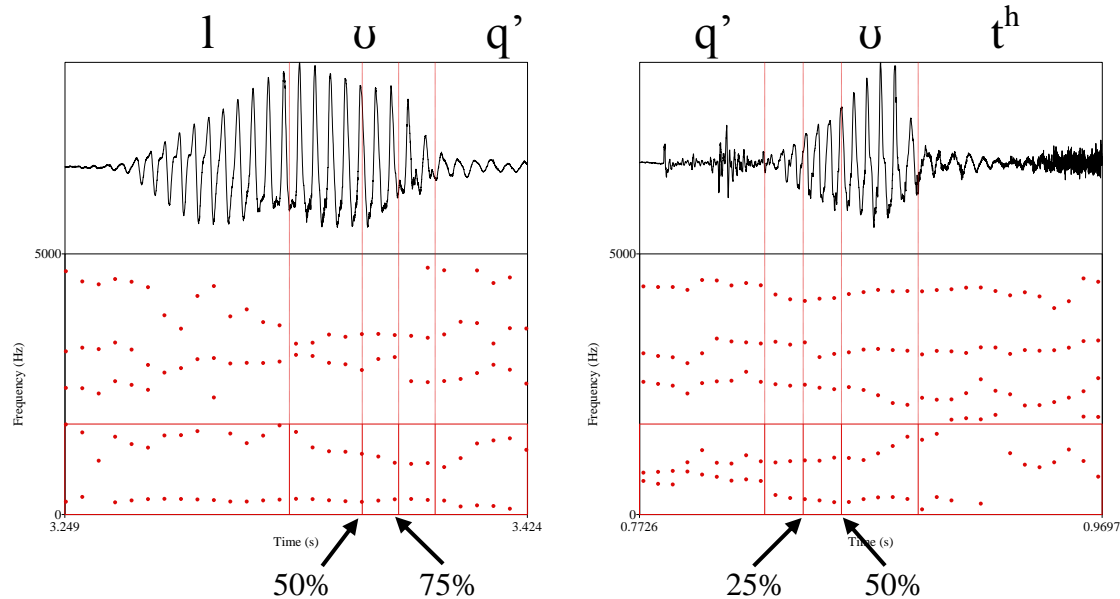 l ʊ q’
5000
Frequency (Hz)
0
3.249
Time (s)
3.424
50%
75%
q’ ʊ tʰ
5000
Frequency (Hz)
0
0.7726
Time (s)
0.9697
25%
50%